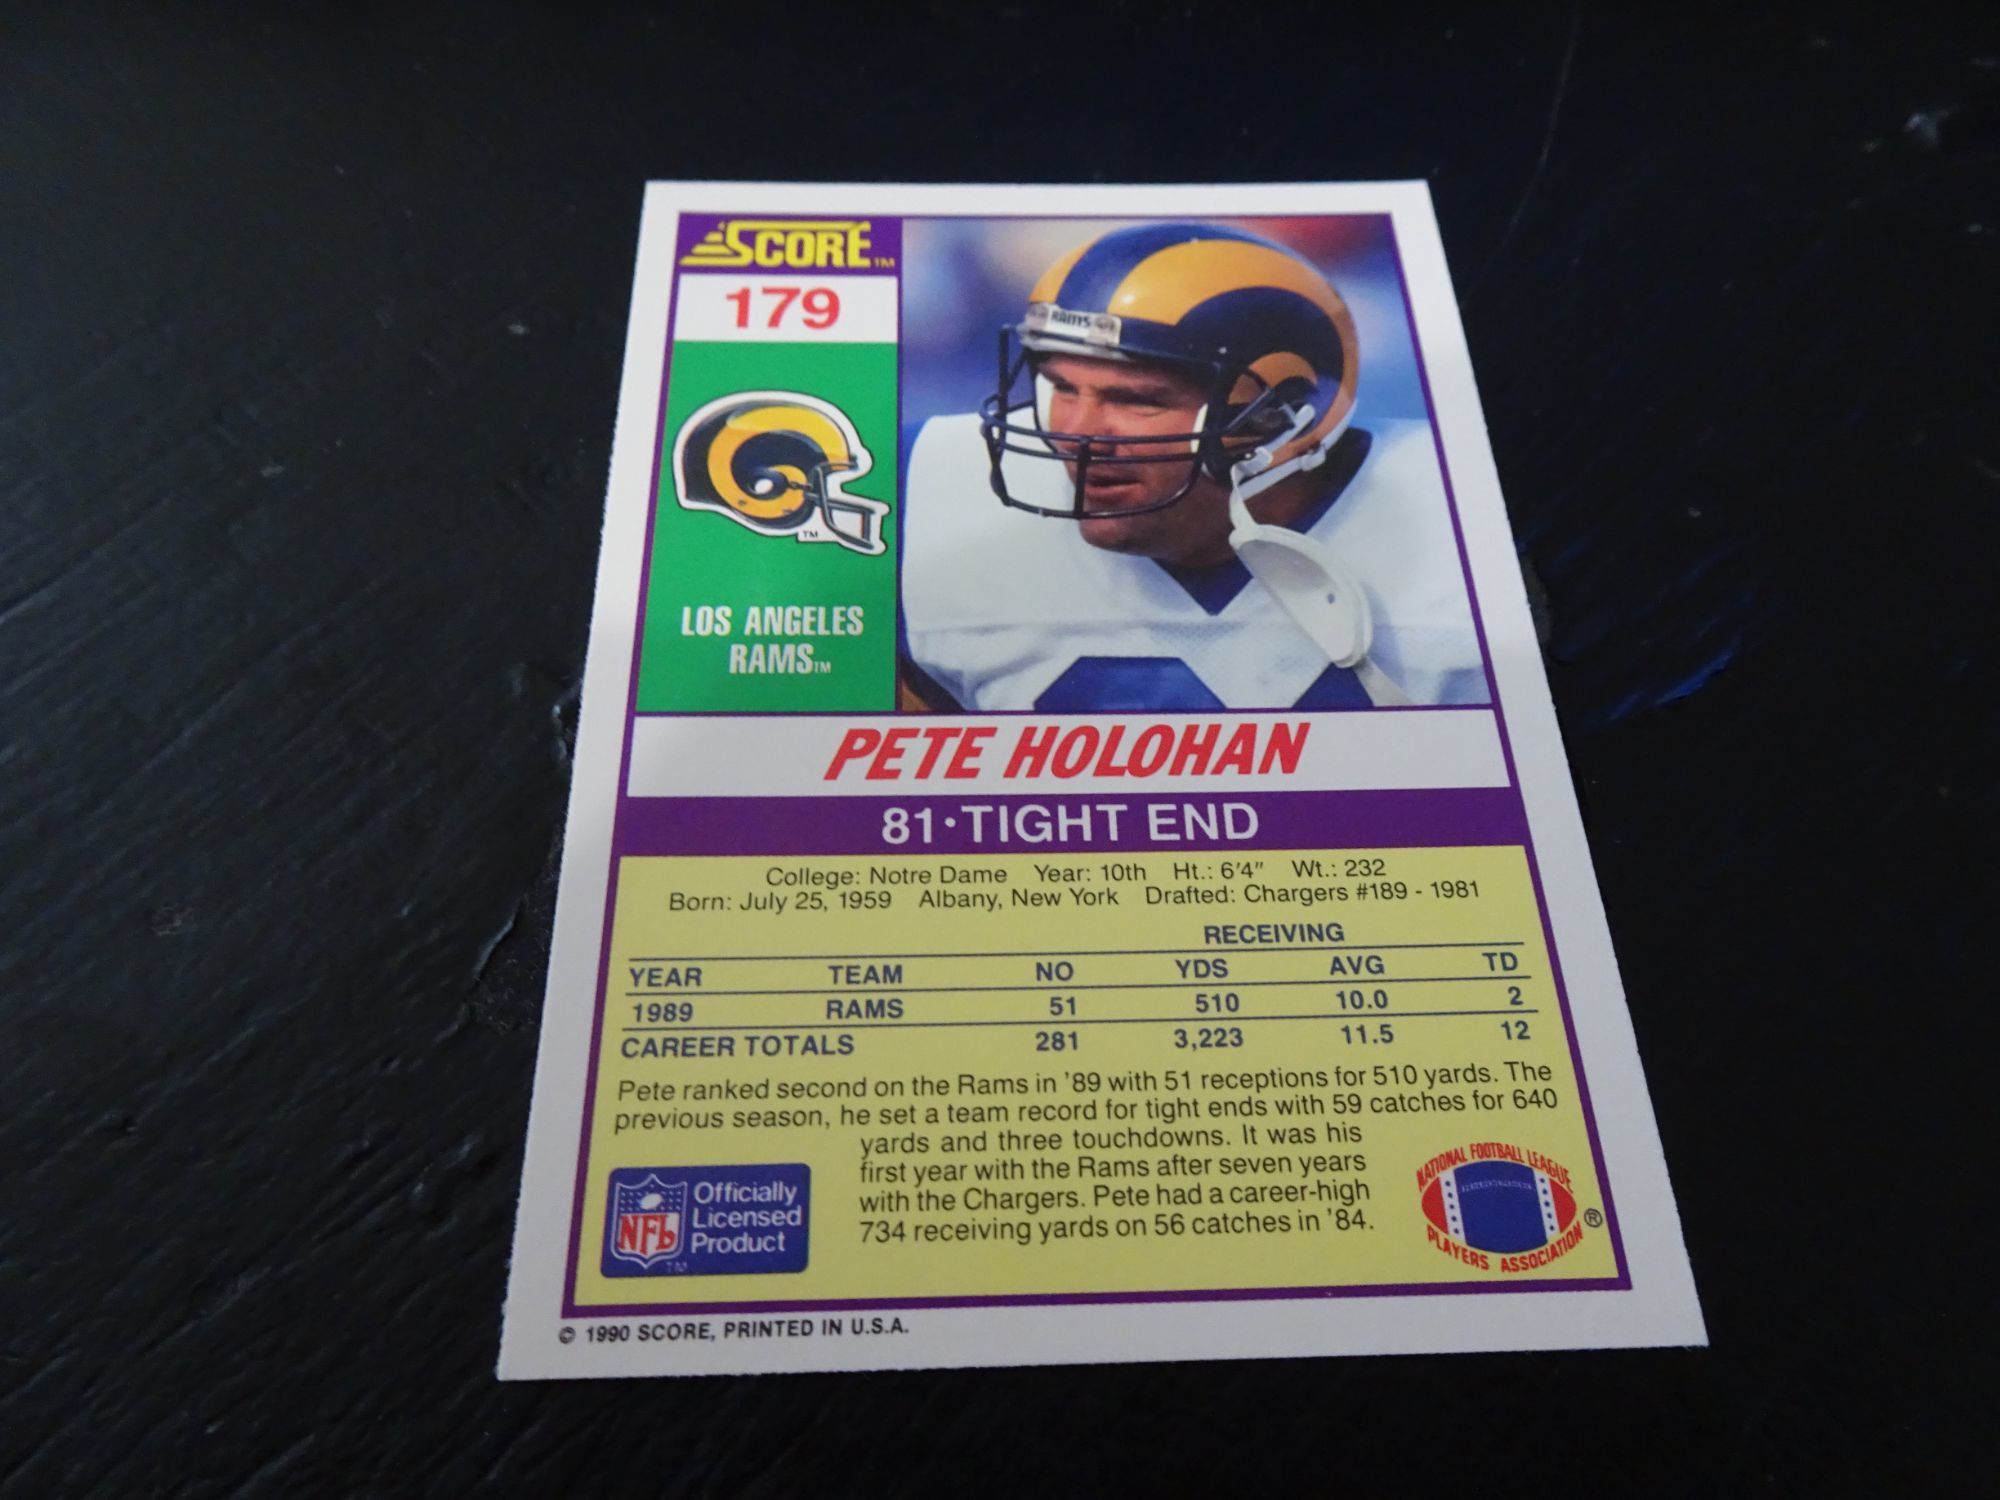 SCORE™
179
RAMS
TM
LOS ANGELES
RAMS™
PETE HOLOHAN
81·TIGHT END
College: Notre Dame Year: 10th Ht.: 6'4" Wt.: 232
Born: July 25, 1959 Albany, New York Drafted: Chargers #189 - 1981
RECEIVING
YEAR TEAM NO YDS AVG TD
1989 RAMS 51 510 10.0 2
CAREER TOTALS 281 3,223 11.5 12
Pete ranked second on the Rams in '89 with 51 receptions for 510 yards. The
previous season, he set a team record for tight ends with 59 catches for 640
yards and three touchdowns. It was his
first year with the Rams after seven years
with the Chargers. Pete had a career-high
734 receiving yards on 56 catches in '84.
NFL
TM
Officially
Licensed
Product
NATIONAL FOOTBALL LEAGUE
PLAYERS ASSOCIATION
®
© 1990 SCORE, PRINTED IN U.S.A.